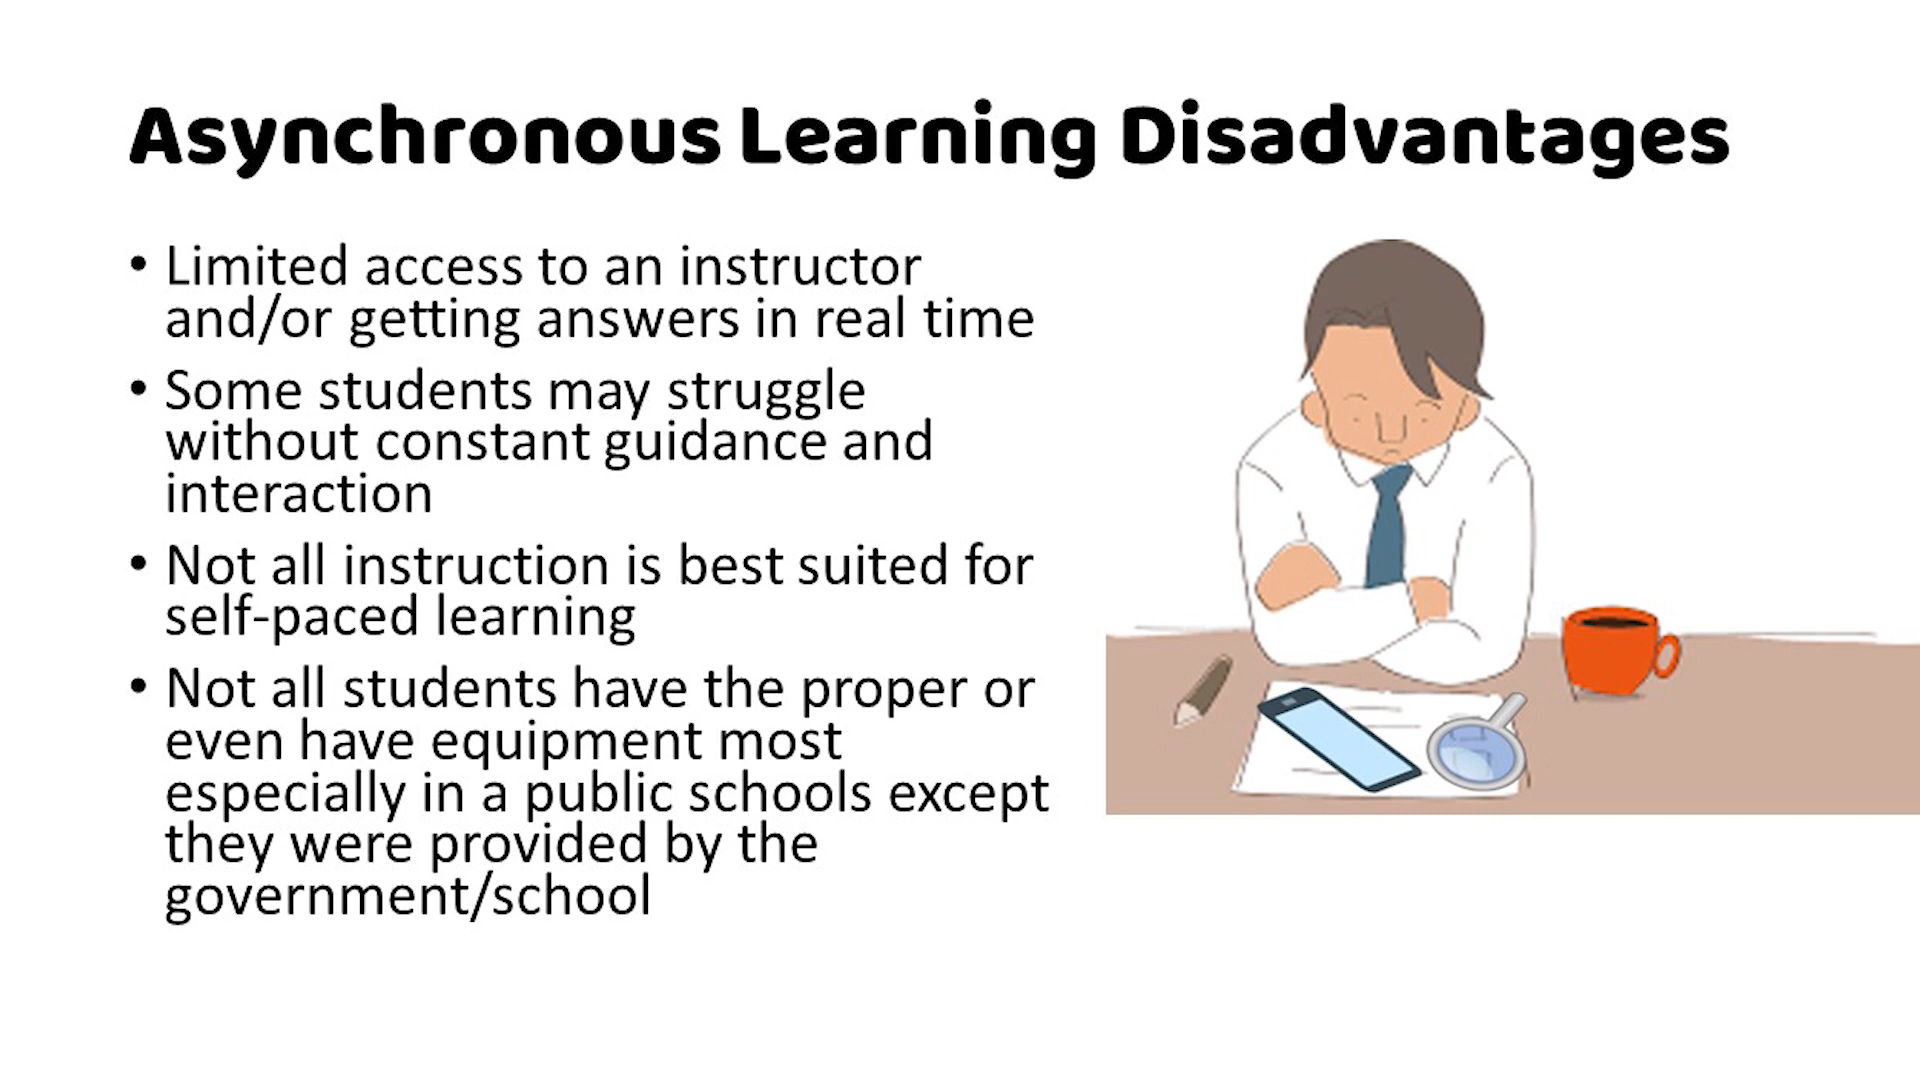 Asynchronous Learning Disadvantages
• Limited access to an instructor
and/or getting answers in real time
• Some students may struggle
without constant guidance and
interaction
• Not all instruction is best suited for
self-paced learning
• Not all students have the proper or
even have equipment most
especially in a public schools except
they were provided by the
government/school